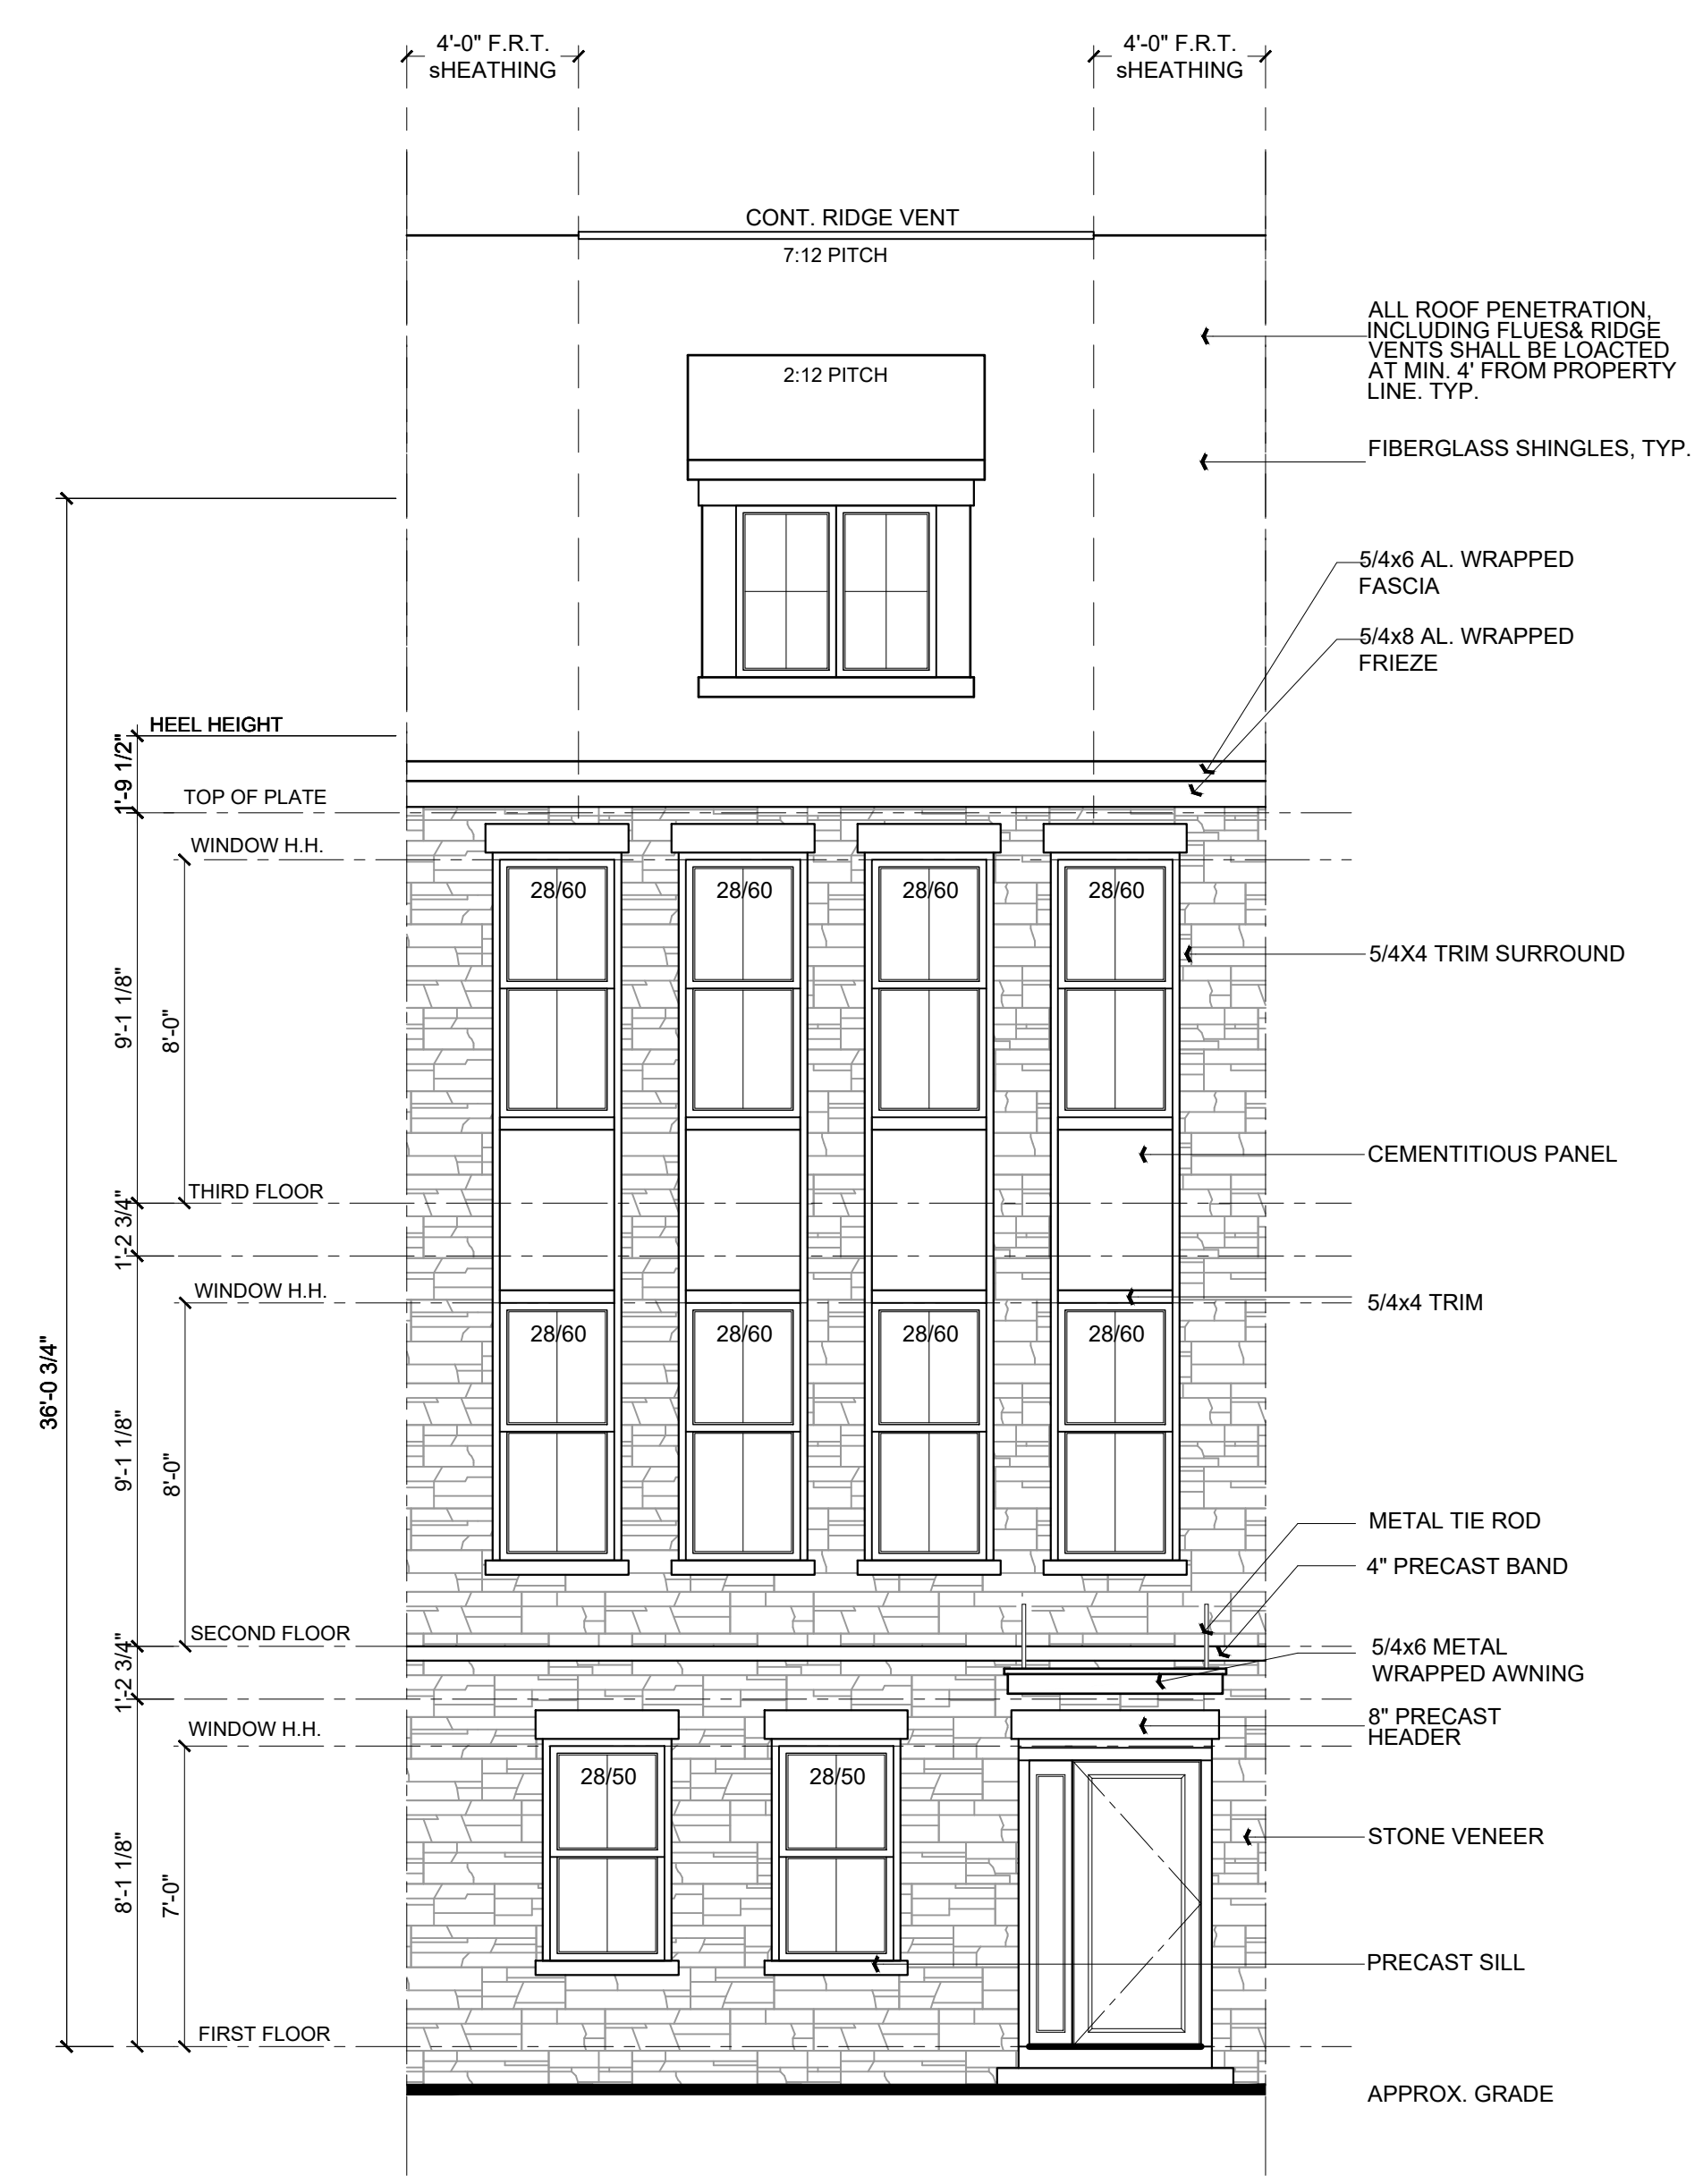 4'-0" F.R.T.
sHEATHING
4'-0" F.R.T.
sHEATHING
CONT. RIDGE VENT
7:12 PITCH
2:12 PITCH
ALL ROOF PENETRATION,
INCLUDING FLUES& RIDGE
VENTS SHALL BE LOACTED
AT MIN. 4' FROM PROPERTY
LINE. TYP.
FIBERGLASS SHINGLES, TYP.
5/4x6 AL. WRAPPED
FASCIA
5/4x8 AL. WRAPPED
FRIEZE
HEEL HEIGHT
1'-9 1/2"
TOP OF PLATE
WINDOW H.H.
28/60
28/60
28/60
28/60
5/4X4 TRIM SURROUND
9'-1 1/8"
8'-0"
CEMENTITIOUS PANEL
THIRD FLOOR
1'-2 3/4"
WINDOW H.H.
5/4x4 TRIM
28/60
28/60
28/60
28/60
36'-0 3/4"
9'-1 1/8"
8'-0"
METAL TIE ROD
4" PRECAST BAND
SECOND FLOOR
5/4x6 METAL
WRAPPED AWNING
1'-2 3/4"
WINDOW H.H.
8" PRECAST
HEADER
28/50
28/50
STONE VENEER
8'-1 1/8"
7'-0"
PRECAST SILL
FIRST FLOOR
APPROX. GRADE